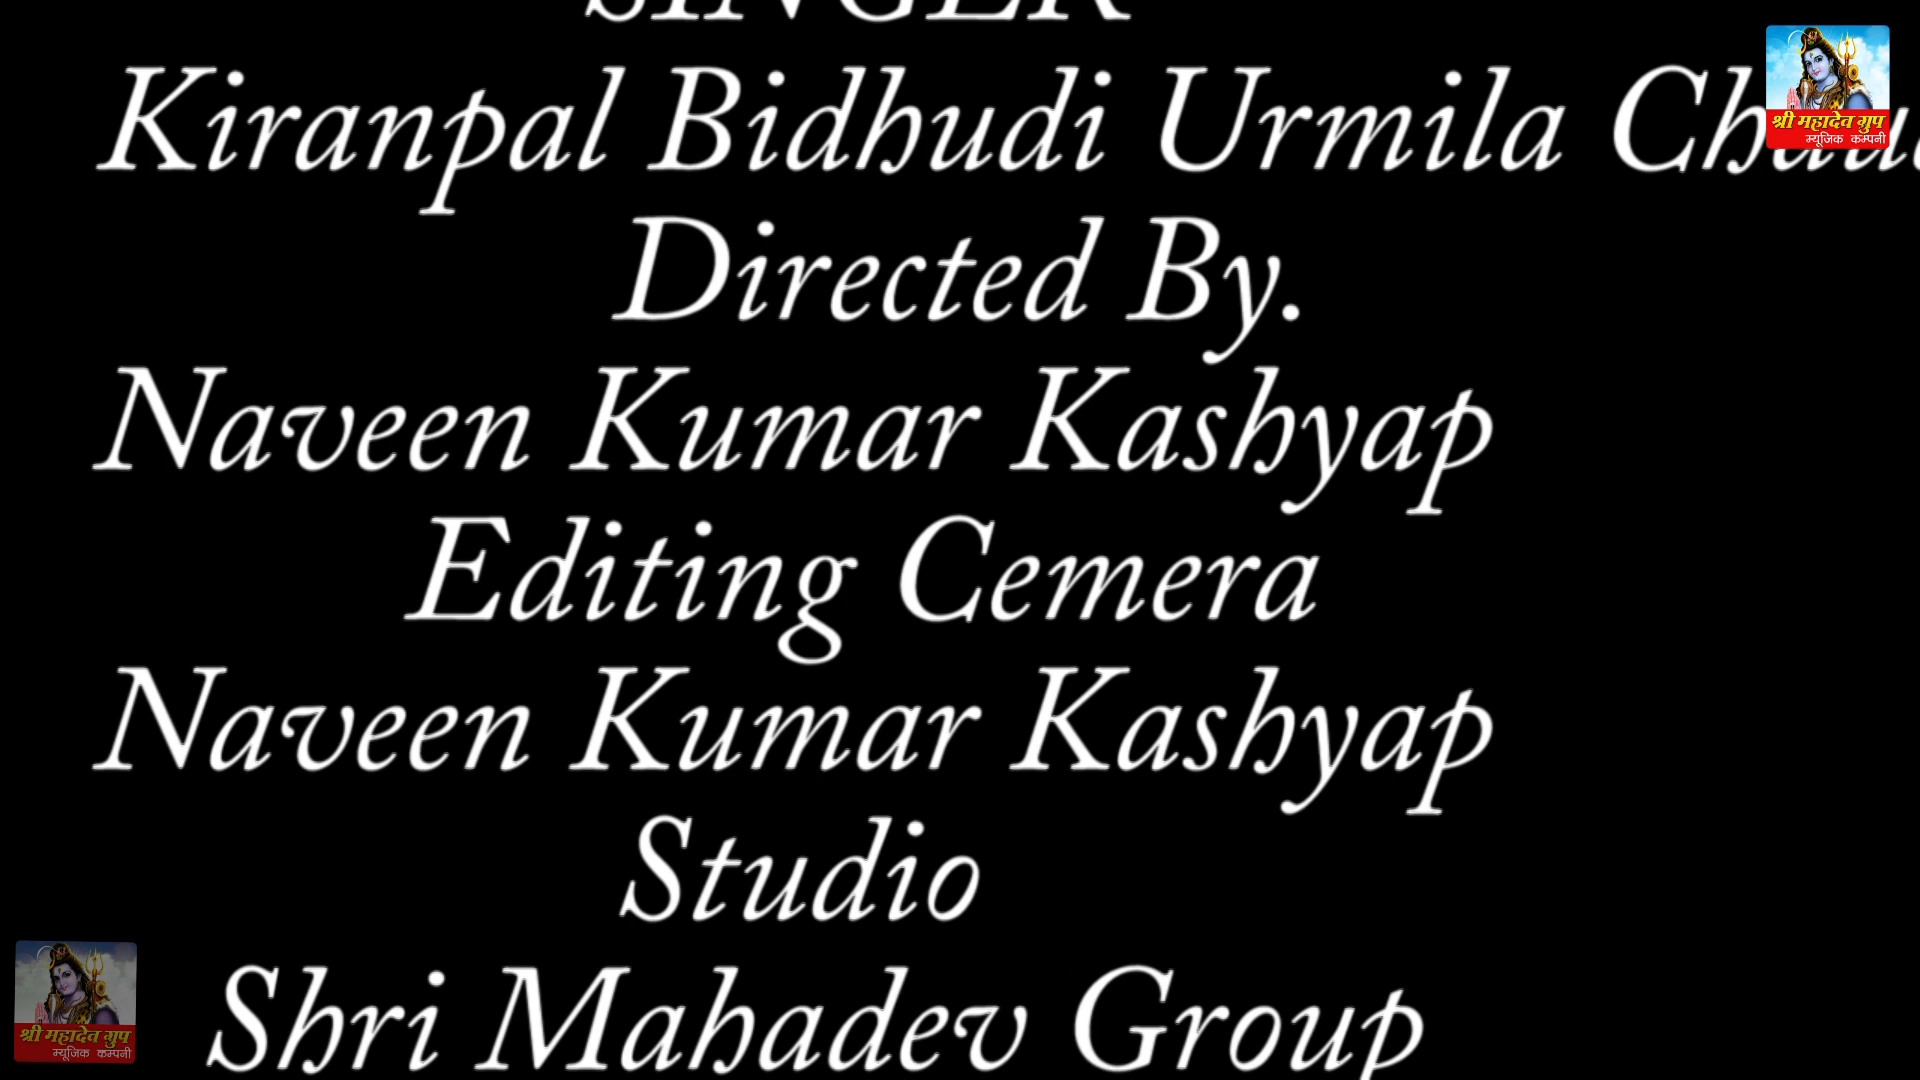 SINGER
Kiranpal Bidhudi Urmila
Directed By.
Naveen Kumar Kashyap
Editing Cemera
Naveen Kumar Kashyap
Studio
Shri Mahadev Group
श्री महादेव ग्रुप
म्यूजिक कम्पनी
श्री महादेव ग्रुप
म्यूजिक कम्पनी